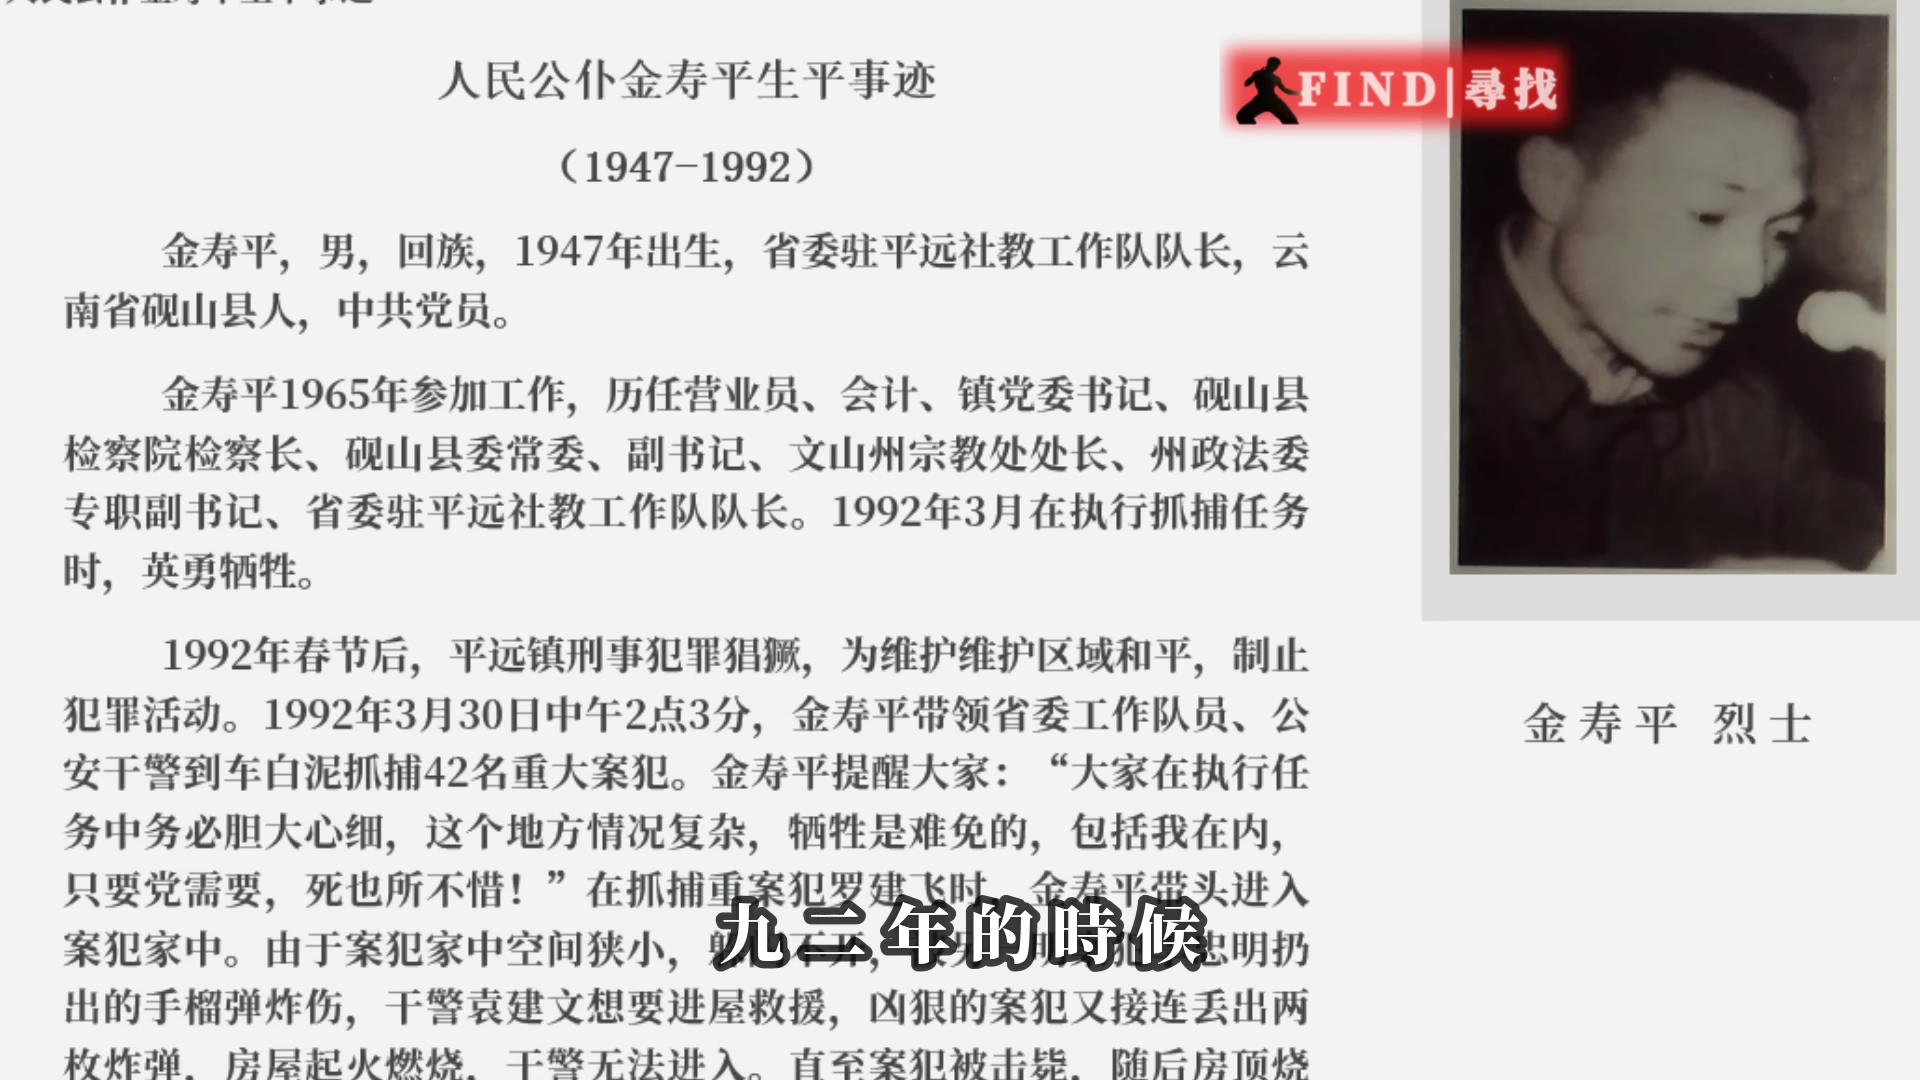 人民公仆金寿平生平事迹
（1947-1992）
FIND|尋找
金寿平，男，回族，1947年出生，省委驻平远社教工作队队长，云
南省砚山县人，中共党员。
金寿平1965年参加工作，历任营业员、会计、镇党委书记、砚山县
检察院检察长、砚山县委常委、副书记、文山州宗教处处长、州政法委
专职副书记、省委驻平远社教工作队队长。1992年3月在执行抓捕任务
时，英勇牺牲。
1992年春节后，平远镇刑事犯罪猖獗，为维护维护区域和平，制止
犯罪活动。1992年3月30日中午2点3分，金寿平带领省委工作队员、公
安干警到车白泥抓捕42名重大案犯。金寿平提醒大家：“大家在执行任
务中务必胆大心细，这个地方情况复杂，牺牲是难免的，包括我在内，
只要党需要，死也所不惜！”在抓捕重案犯罗建飞时，金寿平带头进入
案犯家中。由于案犯家中空间狭小，
忠明扔
出的手榴弹炸伤，干警袁建文想要进屋救援，凶狠的案犯又接连丢出两
枚炸弹，房屋起火燃烧，干警无法进入。直至案犯被击毙，随后房顶烧
金寿平 烈士
九二年的時候